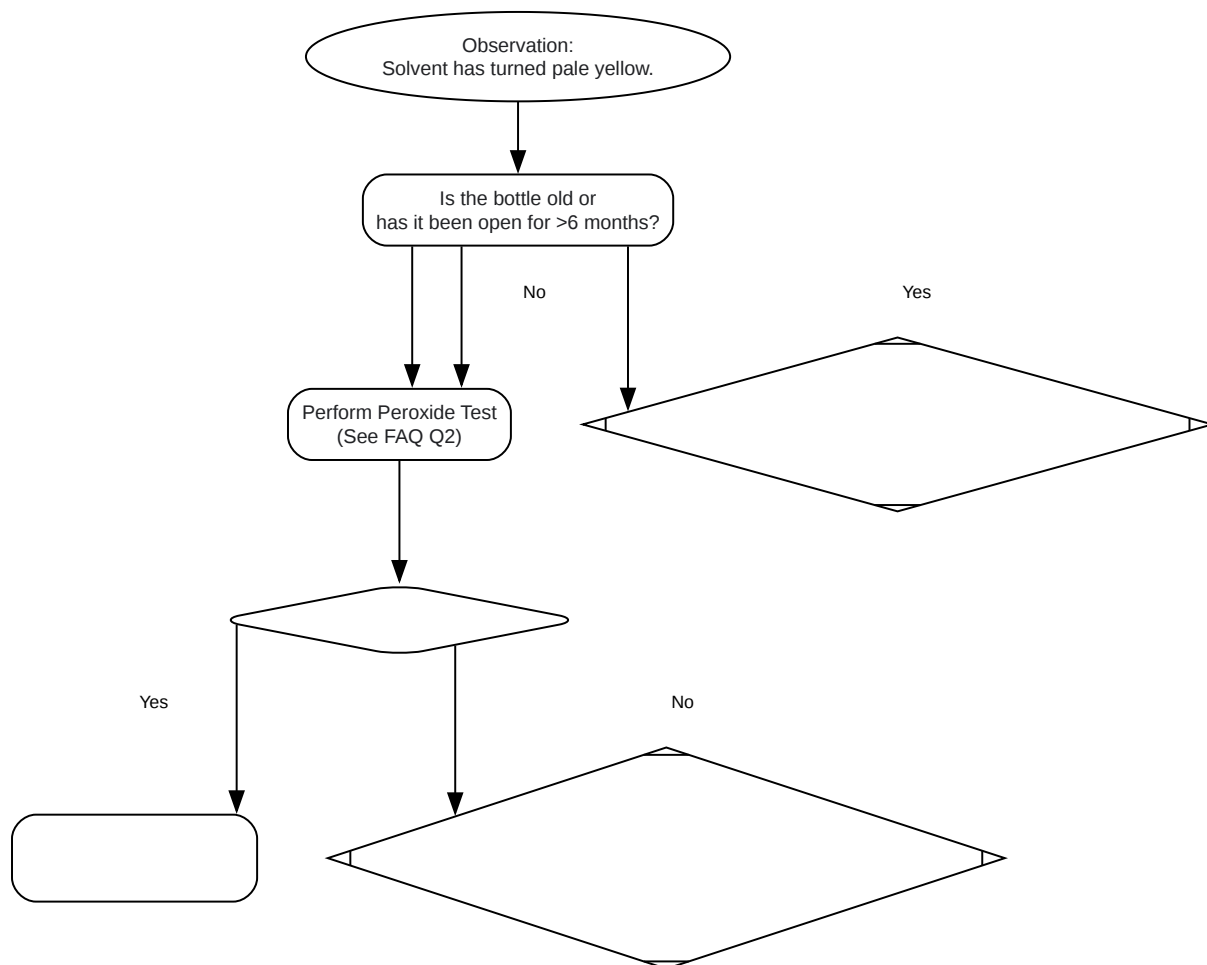 Observation:
Solvent has turned pale yellow.
Is the bottle old or
has it been open for >6 months?
No
Yes
Perform Peroxide Test
(See FAQ Q2)
Yes
No